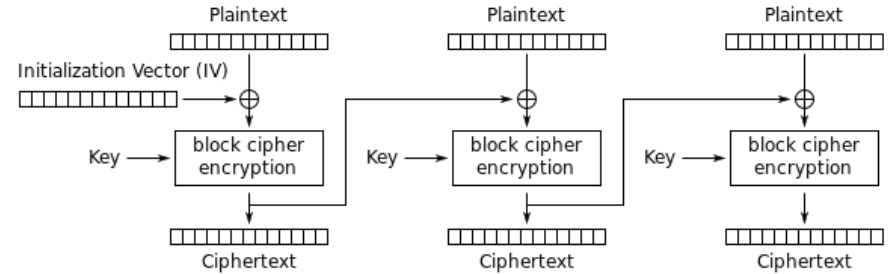 Plaintext
Plaintext
Plaintext
Initialization Vector (IV)
Key
block cipher
encryption
Key
block cipher
encryption
Key
block cipher
encryption
Ciphertext
Ciphertext
Ciphertext